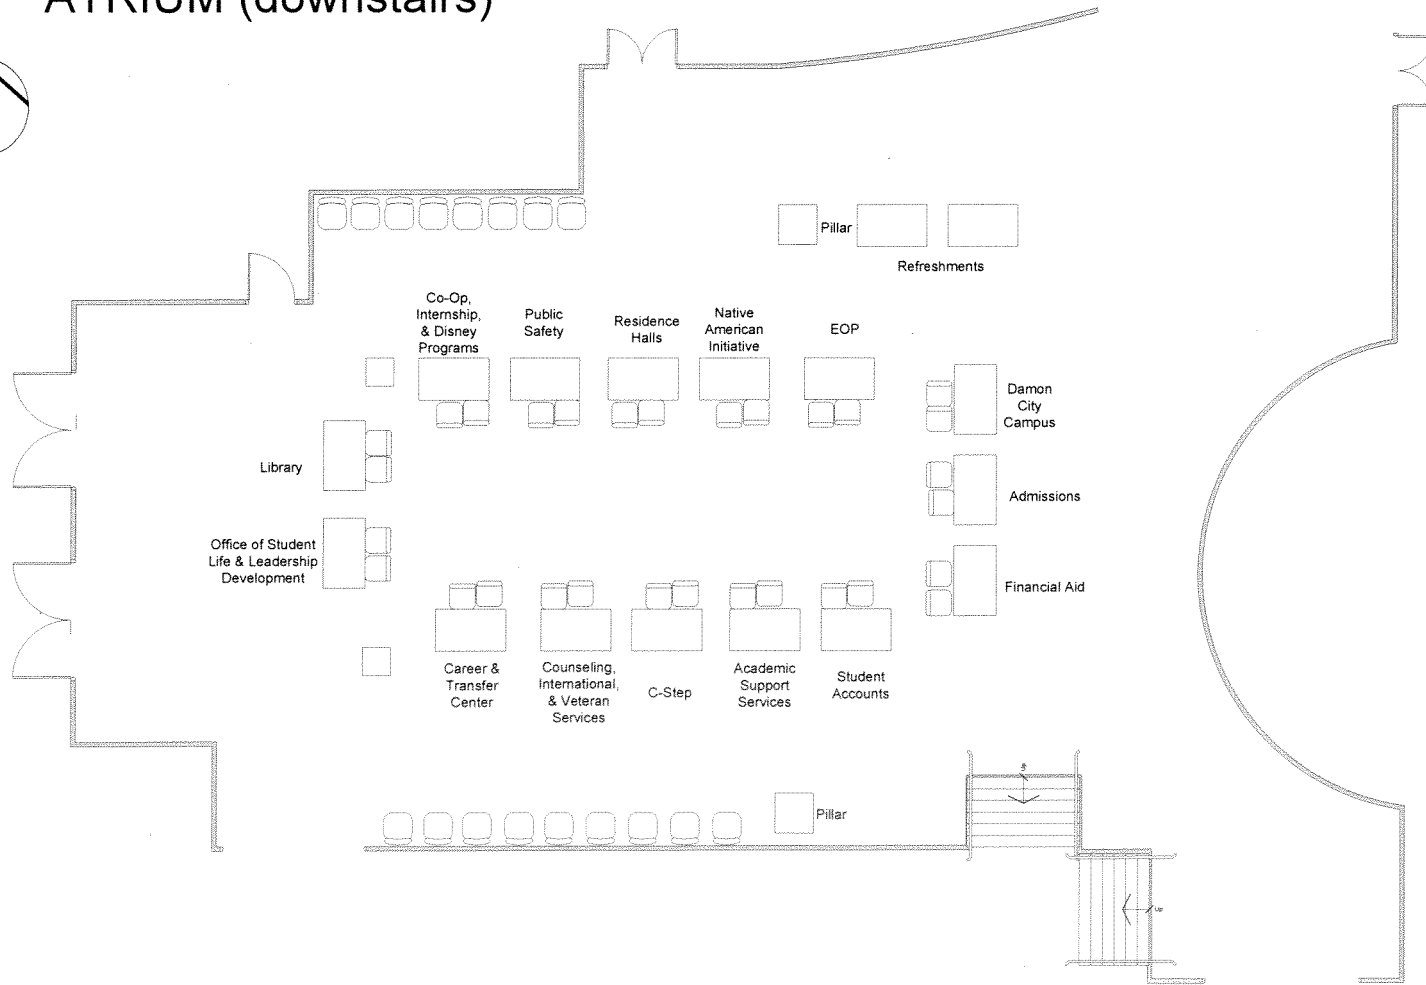 ATRIUM (downstairs)
Pillar
Refreshments
Co-Op,
Internship,
& Disney
Programs
Public
Safety
Residence
Halls
Native
American
Initiative
EOP
Damon
City
Campus
Library
Admissions
Office of Student
Life & Leadership
Development
Financial Aid
Career &
Transfer
Center
Counseling,
International,
& Veteran
Services
C-Step
Academic
Support
Services
Student
Accounts
Pillar
Up